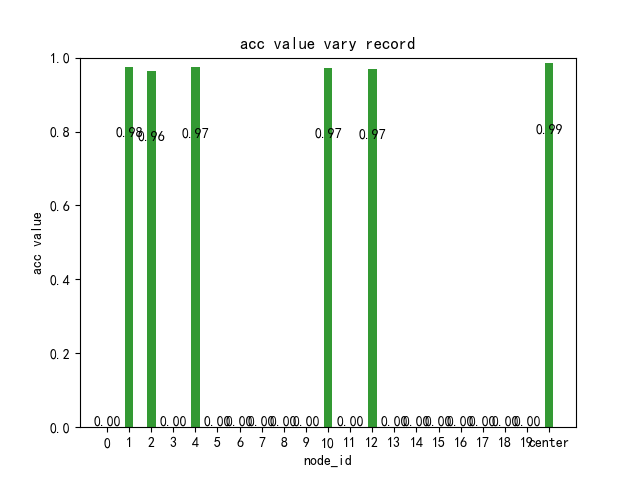 acc value vary record
1.0
0.8
0.6
0.4
0.2
0.0
acc value
0.98 0.96 0.97 0.97 0.97 0.99
0.00 0.00 0.00 0.00 0.00 0.00 0.00 0.00 0.00 0.00 0.00 0.00 0.00 0.00 0.00
0 1 2 3 4 5 6 7 8 9 10 11 12 13 14 15 16 17 18 19 center
node_id